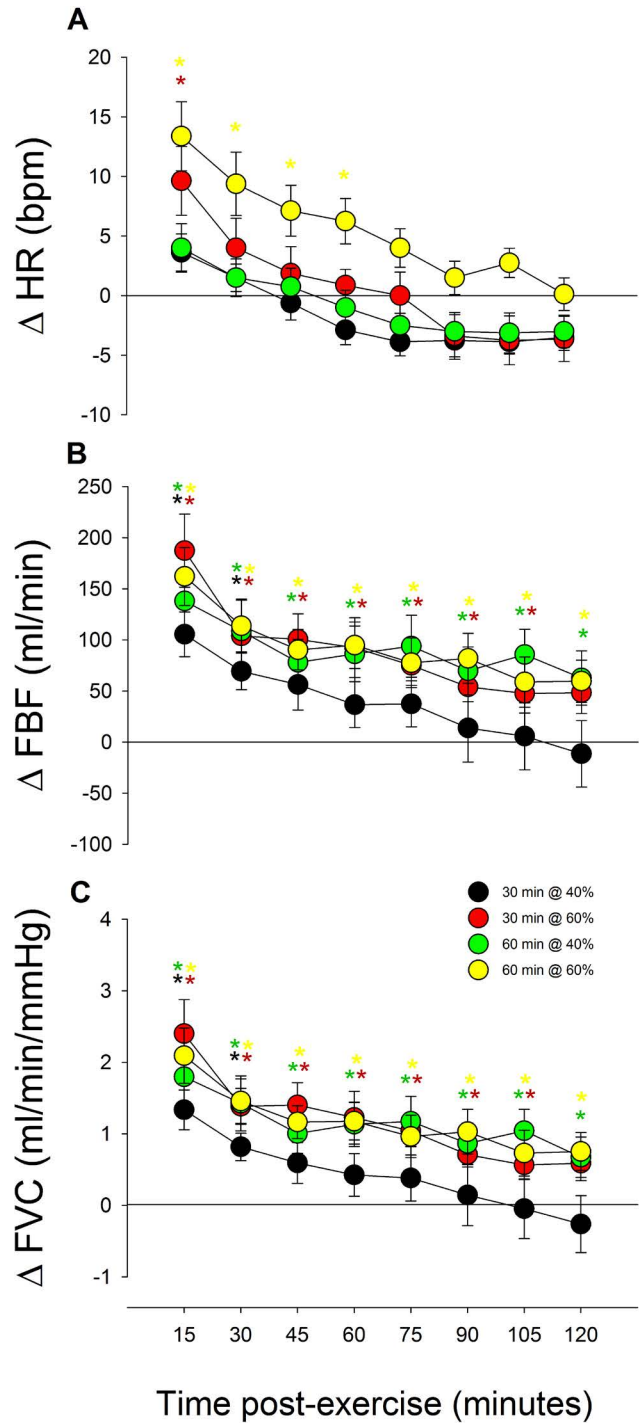 A
20
15
10
5
0
-5
-10
Δ HR (bpm)
* *
* * *
B
250
200
150
100
50
0
-50
-100
Δ FBF (ml/min)
* * * * * * * *
* * * * * * * * * * * * * * *
C
4
3
2
1
0
-1
Δ FVC (ml/min/mmHg)
30 min @ 40%
30 min @ 60%
60 min @ 40%
60 min @ 60%
* * * * * * * *
* * * * * * * * * * * * * * *
15 30 45 60 75 90 105 120
Time post-exercise (minutes)